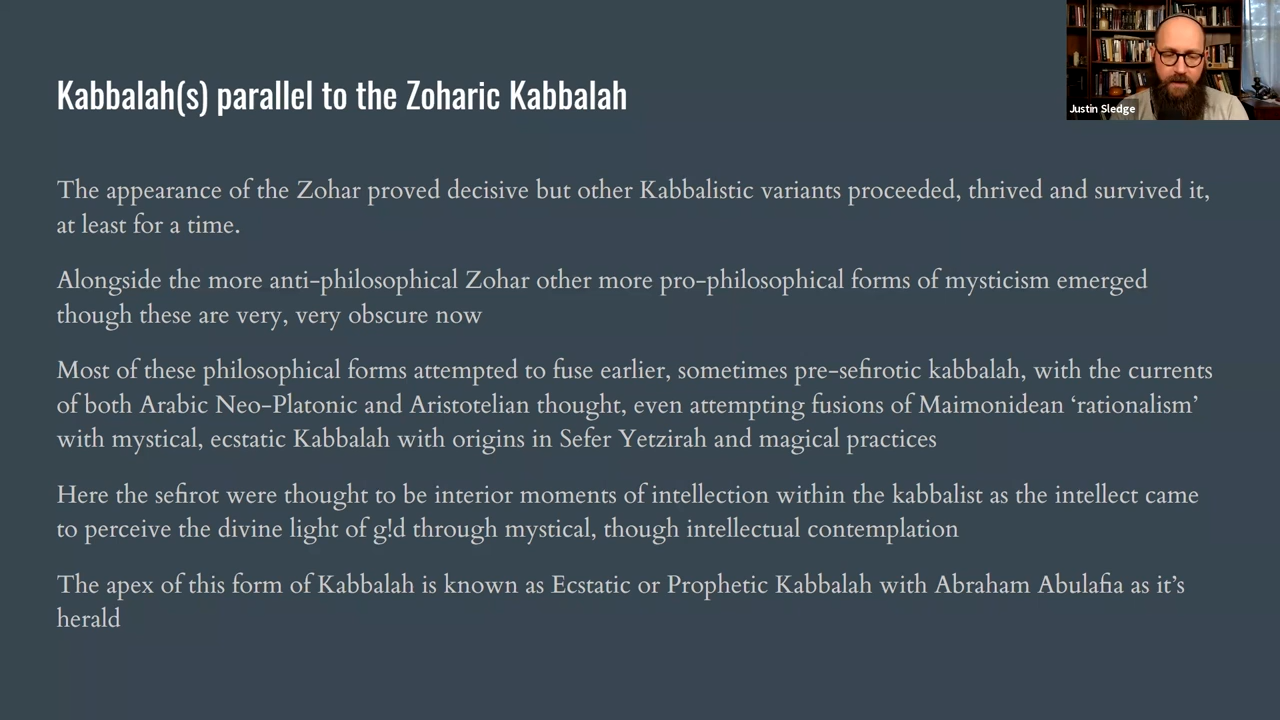 Kabbalah(s) parallel to the Zoharic Kabbalah
Justin Sledge
The appearance of the Zohar proved decisive but other Kabbalistic variants proceeded, thrived and survived it,
at least for a time.
Alongside the more anti-philosophical Zohar other more pro-philosophical forms of mysticism emerged
though these are very, very obscure now
Most of these philosophical forms attempted to fuse earlier, sometimes pre-sefirotic kabbalah, with the currents
of both Arabic Neo-Platonic and Aristotelian thought, even attempting fusions of Maimonidean ‘rationalism’
with mystical, ecstatic Kabbalah with origins in Sefer Yetzirah and magical practices
Here the sefirot were thought to be interior moments of intellection within the kabbalist as the intellect came
to perceive the divine light of g!d through mystical, though intellectual contemplation
The apex of this form of Kabbalah is known as Ecstatic or Prophetic Kabbalah with Abraham Abulafia as it’s
herald